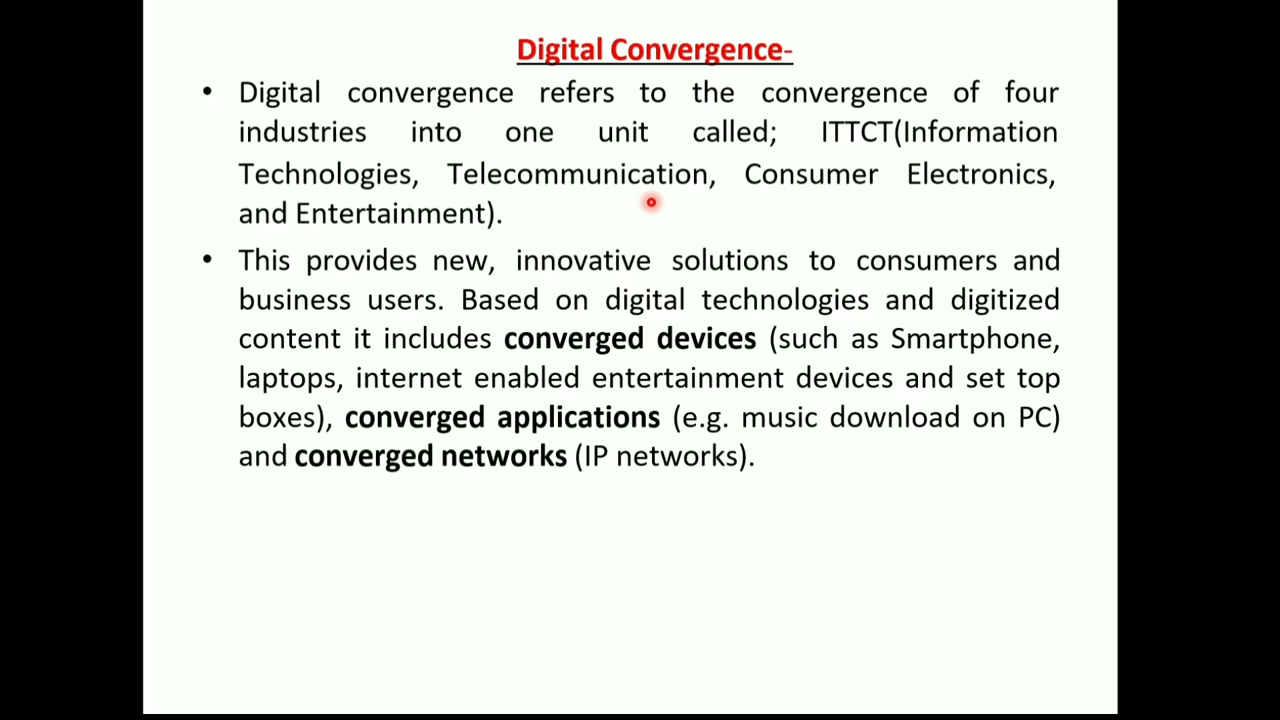 Digital Convergence-
• Digital convergence refers to the convergence of four
industries into one unit called; ITTCT(Information
Technologies, Telecommunication, Consumer Electronics,
and Entertainment).
• This provides new, innovative solutions to consumers and
business users. Based on digital technologies and digitized
content it includes converged devices (such as Smartphone,
laptops, internet enabled entertainment devices and set top
boxes), converged applications (e.g. music download on PC)
and converged networks (IP networks).